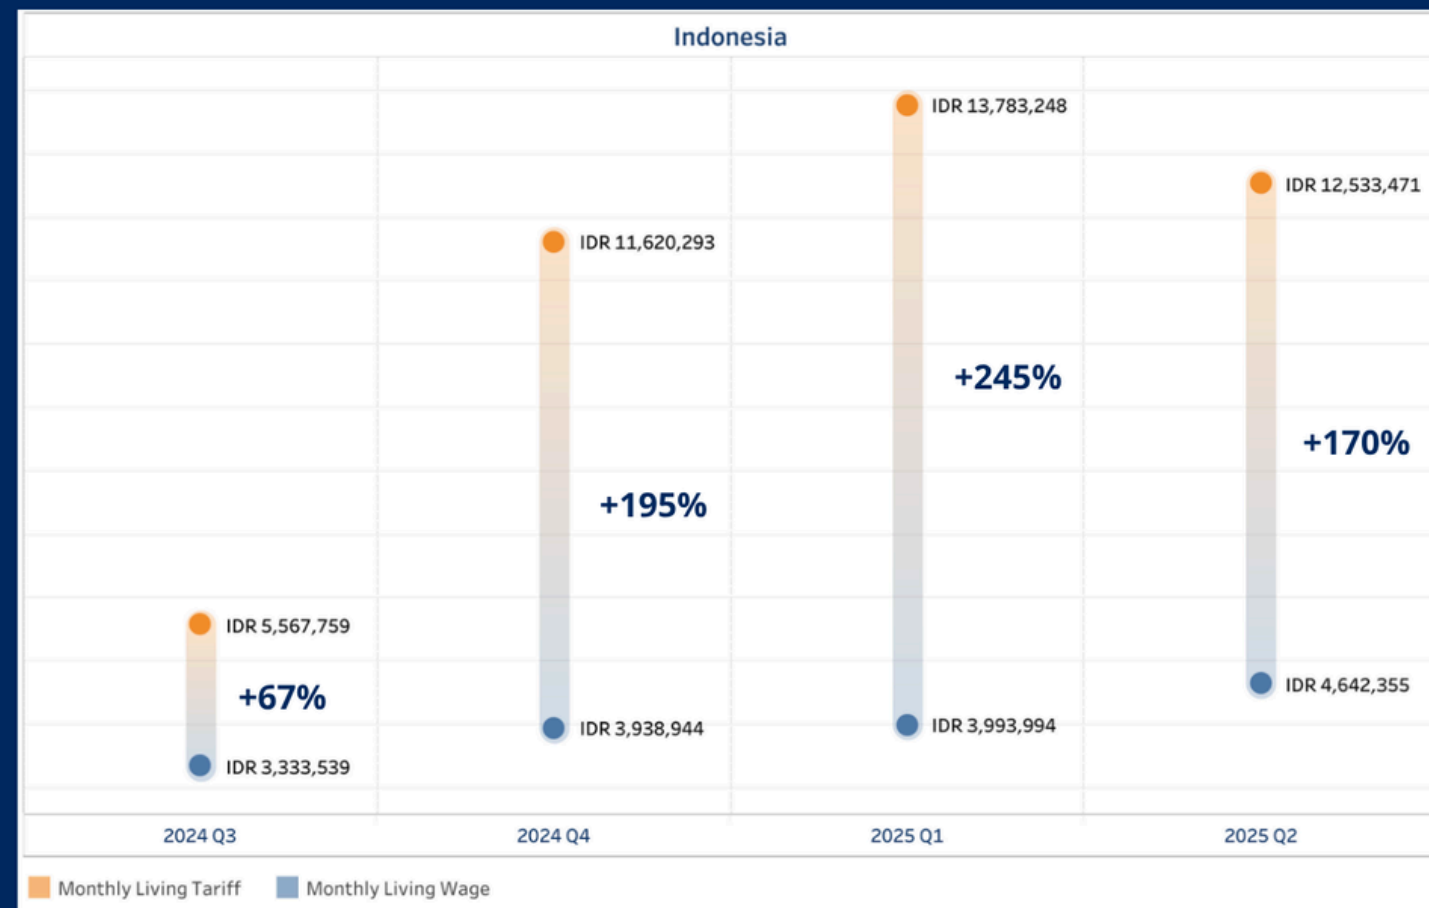 Indonesia
IDR 13,783,248
IDR 12,533,471
IDR 11,620,293
+245%
+170%
+195%
IDR 5,567,759
+67%
IDR 4,642,355
IDR 3,938,944
IDR 3,993,994
IDR 3,333,539
2024 Q3 2024 Q4 2025 Q1 2025 Q2
Monthly Living Tariff Monthly Living Wage